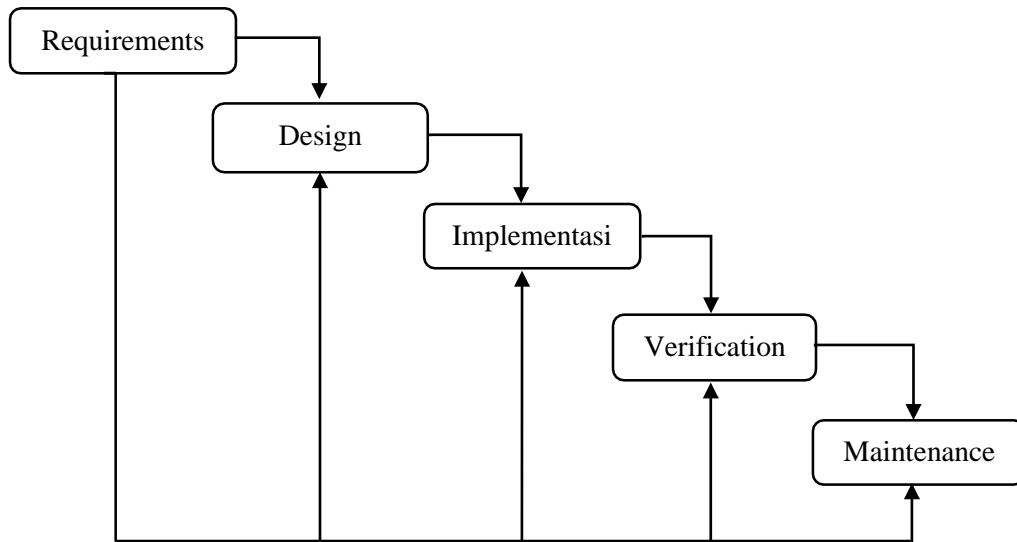 Requirements
Design
Implementasi
Verification
Maintenance